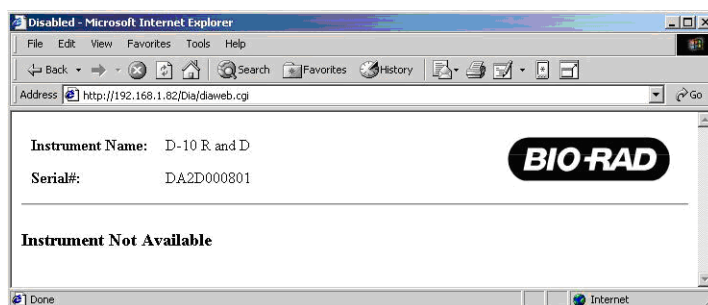 Disabled - Microsoft Internet Explorer
File Edit View Favorites Tools Help
Back Search Favorites History
Address http://192.168.1.82/Dia/diaweb.cgi Go
Instrument Name: D-10 R and D
BIO-RAD
Serial#: DA2D000801
Instrument Not Available
Done Internet